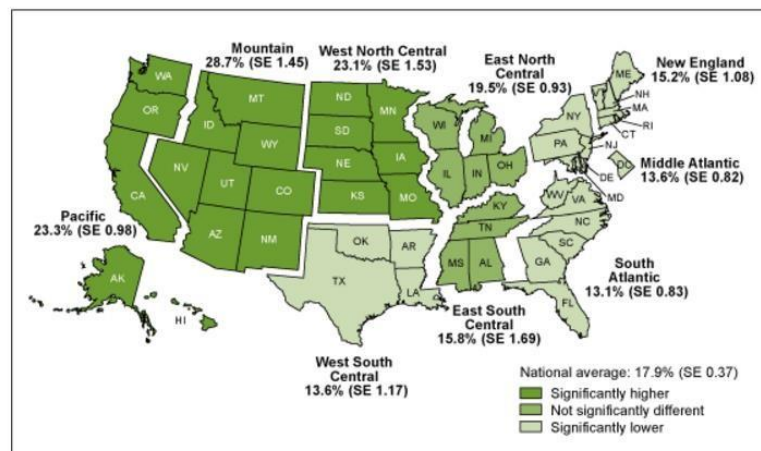 Mountain
28.7% (SE 1.45)
West North Central
23.1% (SE 1.53)
East North
Central
19.5% (SE 0.93)
New England
15.2% (SE 1.08)
Middle Atlantic
13.6% (SE 0.82)
Pacific
23.3% (SE 0.98)
South
Atlantic
13.1% (SE 0.83)
East South
Central
15.8% (SE 1.69)
West South
Central
13.6% (SE 1.17)
WA
OR
CA
AK
HI
MT
ID
WY
NV
UT
CO
AZ
NM
ND
MN
SD
NE
IA
KS
MO
WI
MI
IL
IN
OH
KY
TN
MS
AL
OK
AR
TX
LA
ME
NH
MA
RI
CT
NY
PA
NJ
DE
MD
DC
WV
VA
NC
SC
GA
FL
National average: 17.9% (SE 0.37)
Significantly higher
Not significantly different
Significantly lower